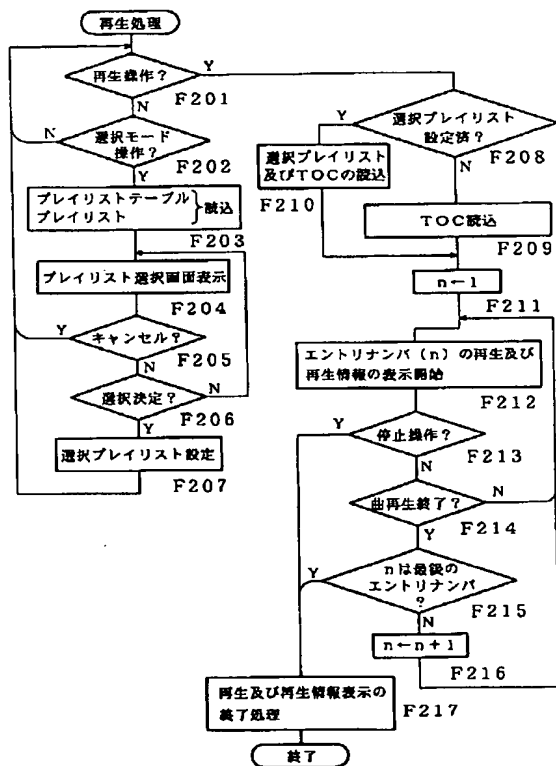 再生処理
再生操作?
Y
F201
N
N
選択モード
操作?
F202
Y
プレイリストテーブル
プレイリスト
読込
F203
プレイリスト選択画面表示
F204
Y
キャンセル?
F205
N
選択決定?
N
F206
Y
選択プレイリスト設定
F207
Y
選択プレイリスト
設定済?
F208
N
選択プレイリスト
及びTOCの読込
F210
TOC読込
F209
n←1
F211
エントリナンバ(n)の再生及び
再生情報の表示開始
F212
Y
停止操作?
F213
N
曲再生終了?
N
F214
Y
Y
nは最後の
エントリナンバ
?
F215
N
n←n+1
F216
再生及び再生情報表示の
終了処理
F217
終了